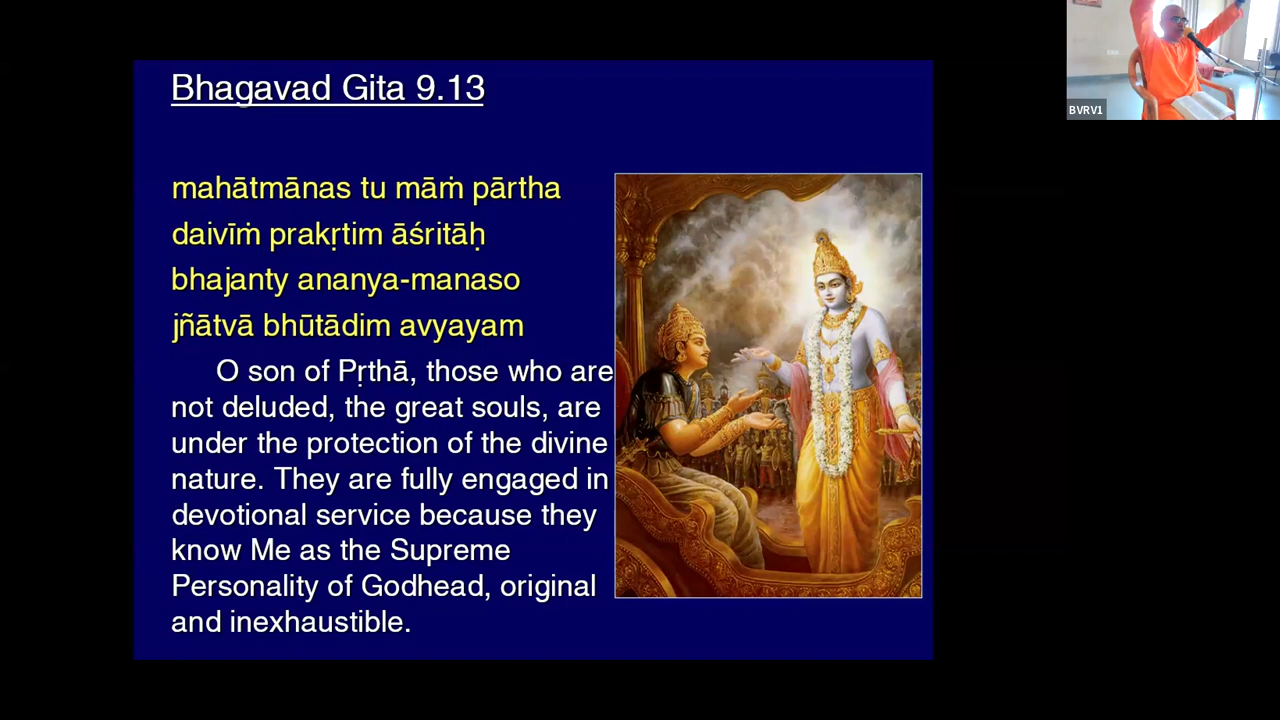 Bhagavad Gita 9.13
mahātmānas tu māṁ pārtha
daivīṁ prakṛtim āśritāḥ
bhajanty ananya-manaso
jñātvā bhūtādim avyayam
O son of Pṛthā, those who are
not deluded, the great souls, are
under the protection of the divine
nature. They are fully engaged in
devotional service because they
know Me as the Supreme
Personality of Godhead, original
and inexhaustible.
BVRV1